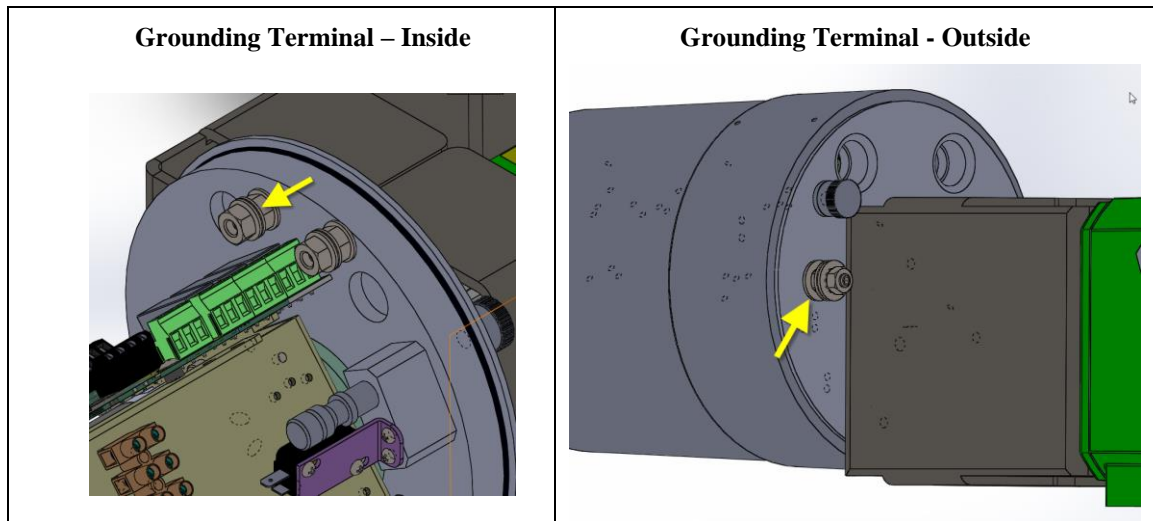 Grounding Terminal – Inside
Grounding Terminal - Outside